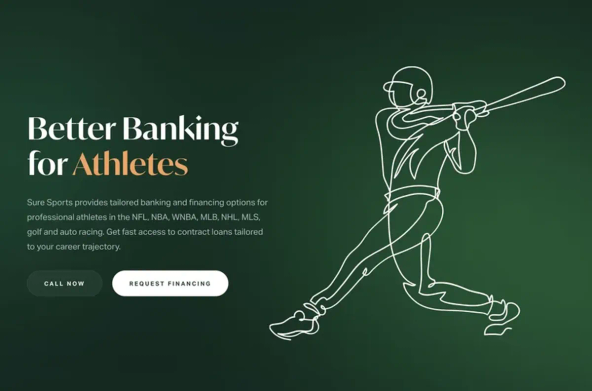 Better Banking
for Athletes
Sure Sports provides tailored banking and financing options for
professional athletes in the NFL, NBA, WNBA, MLB, NHL, MLS,
golf and auto racing. Get fast access to contract loans tailored
to your career trajectory.
CALL NOW
REQUEST FINANCING